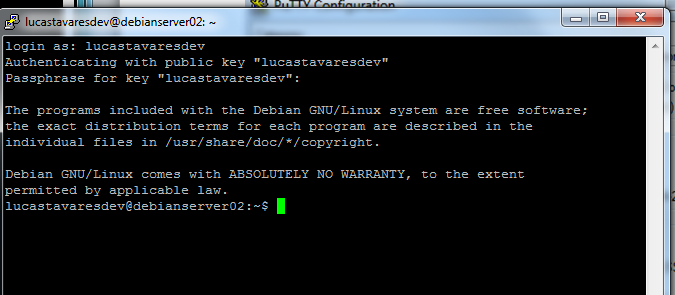 PuTTY Configuration
lucastavaresdev@debianserver02: ~
login as: lucastavaresdev
Authenticating with public key "lucastavaresdev"
Passphrase for key "lucastavaresdev":
The programs included with the Debian GNU/Linux system are free software;
the exact distribution terms for each program are described in the
individual files in /usr/share/doc/*/copyright.
Debian GNU/Linux comes with ABSOLUTELY NO WARRANTY, to the extent
permitted by applicable law.
lucastavaresdev@debianserver02:~$